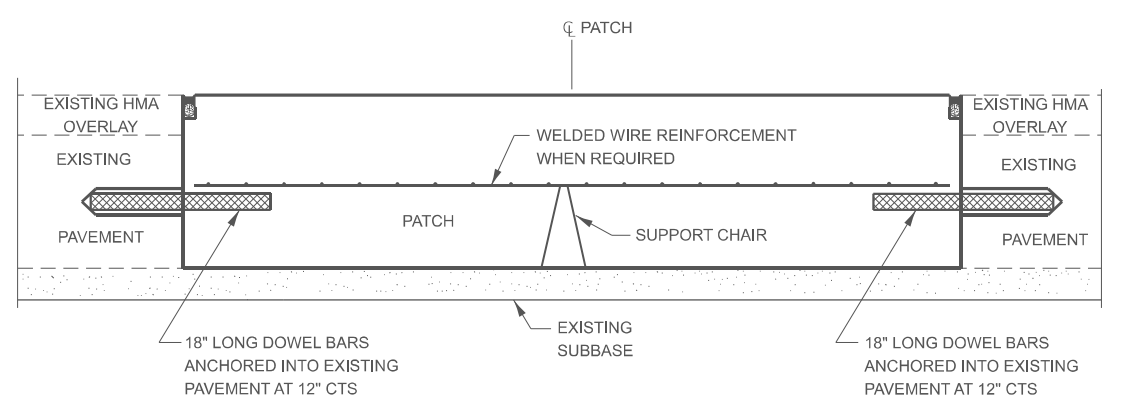 ℄ PATCH
EXISTING HMA
OVERLAY
EXISTING HMA
OVERLAY
WELDED WIRE REINFORCEMENT
WHEN REQUIRED
EXISTING
EXISTING
PATCH
SUPPORT CHAIR
PAVEMENT
PAVEMENT
EXISTING
SUBBASE
18" LONG DOWEL BARS
ANCHORED INTO EXISTING
PAVEMENT AT 12" CTS
18" LONG DOWEL BARS
ANCHORED INTO EXISTING
PAVEMENT AT 12" CTS